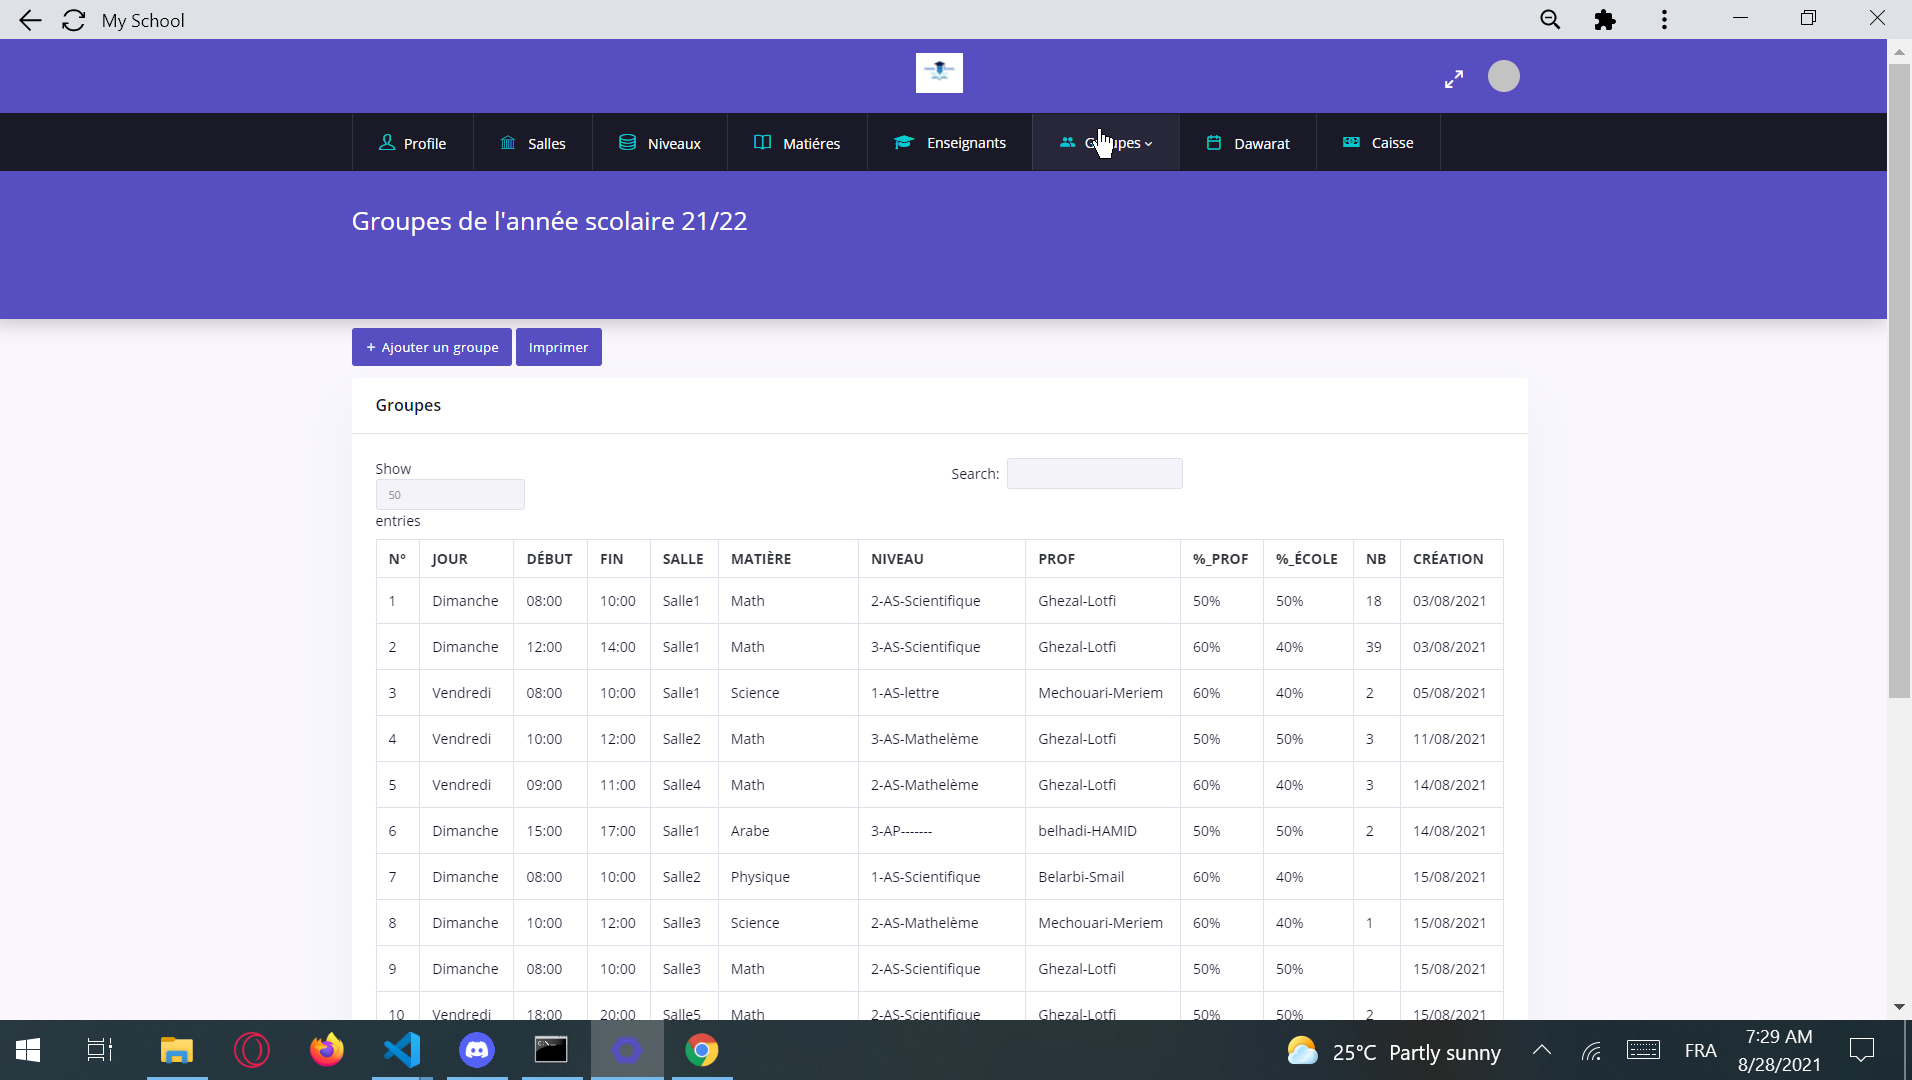 My School
Profile Salles Niveaux Matiéres Enseignants Groupes Dawarat Caisse
Groupes de l'année scolaire 21/22
+ Ajouter un groupe Imprimer
Groupes
Show
50
entries
Search:
N° JOUR DÉBUT FIN SALLE MATIÈRE NIVEAU PROF %_PROF %_ÉCOLE NB CRÉATION
1 Dimanche 08:00 10:00 Salle1 Math 2-AS-Scientifique Ghezal-Lotfi 50% 50% 18 03/08/2021
2 Dimanche 12:00 14:00 Salle1 Math 3-AS-Scientifique Ghezal-Lotfi 60% 40% 39 03/08/2021
3 Vendredi 08:00 10:00 Salle1 Science 1-AS-lettre Mechouari-Meriem 60% 40% 2 05/08/2021
4 Vendredi 10:00 12:00 Salle2 Math 3-AS-Mathelème Ghezal-Lotfi 50% 50% 3 11/08/2021
5 Vendredi 09:00 11:00 Salle4 Math 2-AS-Mathelème Ghezal-Lotfi 60% 40% 3 14/08/2021
6 Dimanche 15:00 17:00 Salle1 Arabe 3-AP------- belhadi-HAMID 50% 50% 2 14/08/2021
7 Dimanche 08:00 10:00 Salle2 Physique 1-AS-Scientifique Belarbi-Smail 60% 40% 15/08/2021
8 Dimanche 10:00 12:00 Salle3 Science 2-AS-Mathelème Mechouari-Meriem 60% 40% 1 15/08/2021
9 Dimanche 08:00 10:00 Salle3 Math 2-AS-Scientifique Ghezal-Lotfi 50% 50% 15/08/2021
10 Vendredi 18:00 20:00 Salle5 Math 2-AS-Scientifique Ghezal-Lotfi 50% 50% 2 15/08/2021
25°C Partly sunny FRA 7:29 AM
8/28/2021